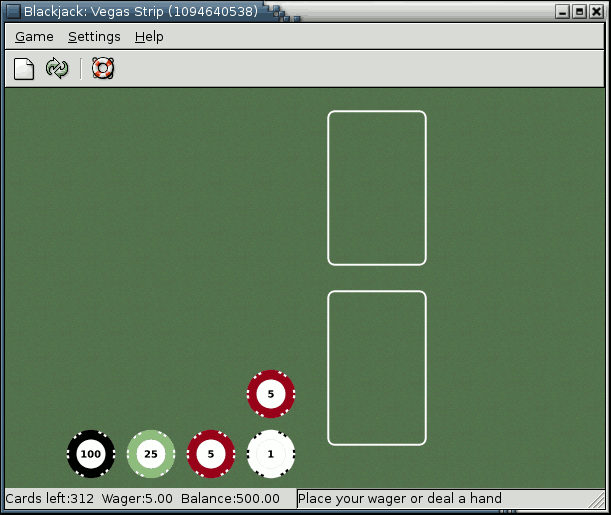 Blackjack: Vegas Strip (1094640538)
Game Settings Help
5
100 25 5 1
Cards left:312 Wager:5.00 Balance:500.00 Place your wager or deal a hand